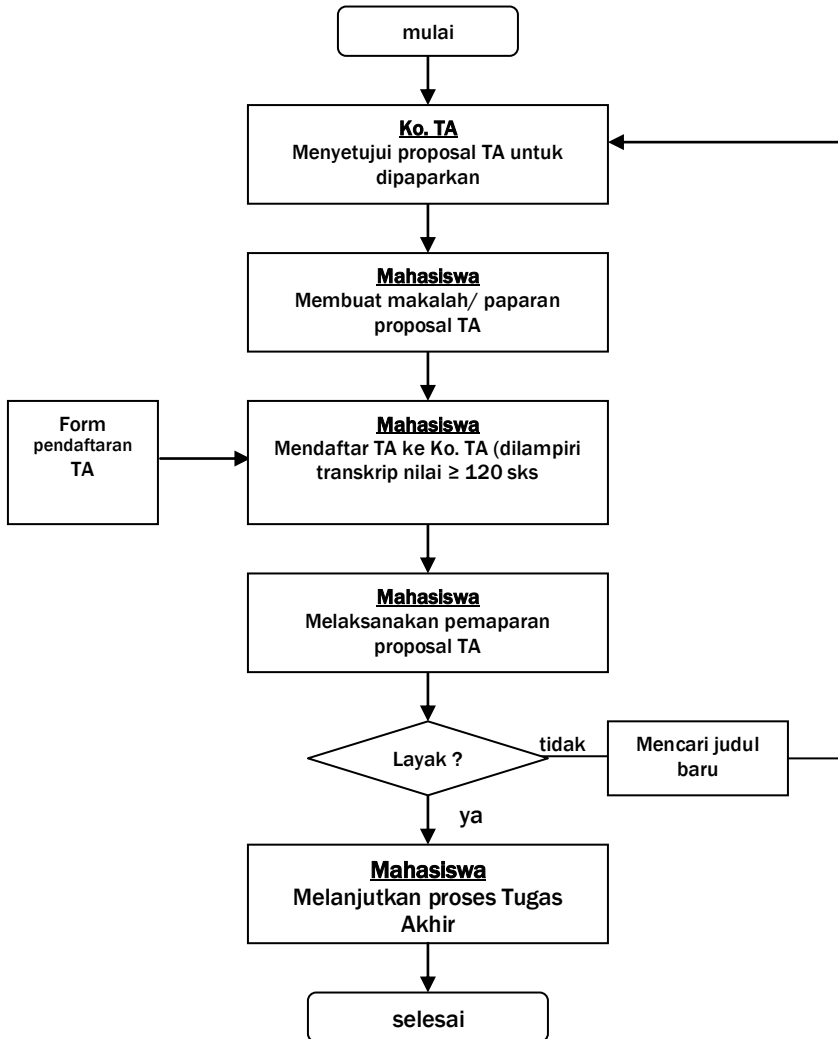 mulai
Ko. TA
Menyetujui proposal TA untuk
dipaparkan
Mahasiswa
Membuat makalah/ paparan
proposal TA
Form
pendaftaran
TA
Mahasiswa
Mendaftar TA ke Ko. TA (dilampiri
transkrip nilai ≥ 120 sks
Mahasiswa
Melaksanakan pemaparan
proposal TA
Layak ?
tidak
Mencari judul
baru
ya
Mahasiswa
Melanjutkan proses Tugas
Akhir
selesai